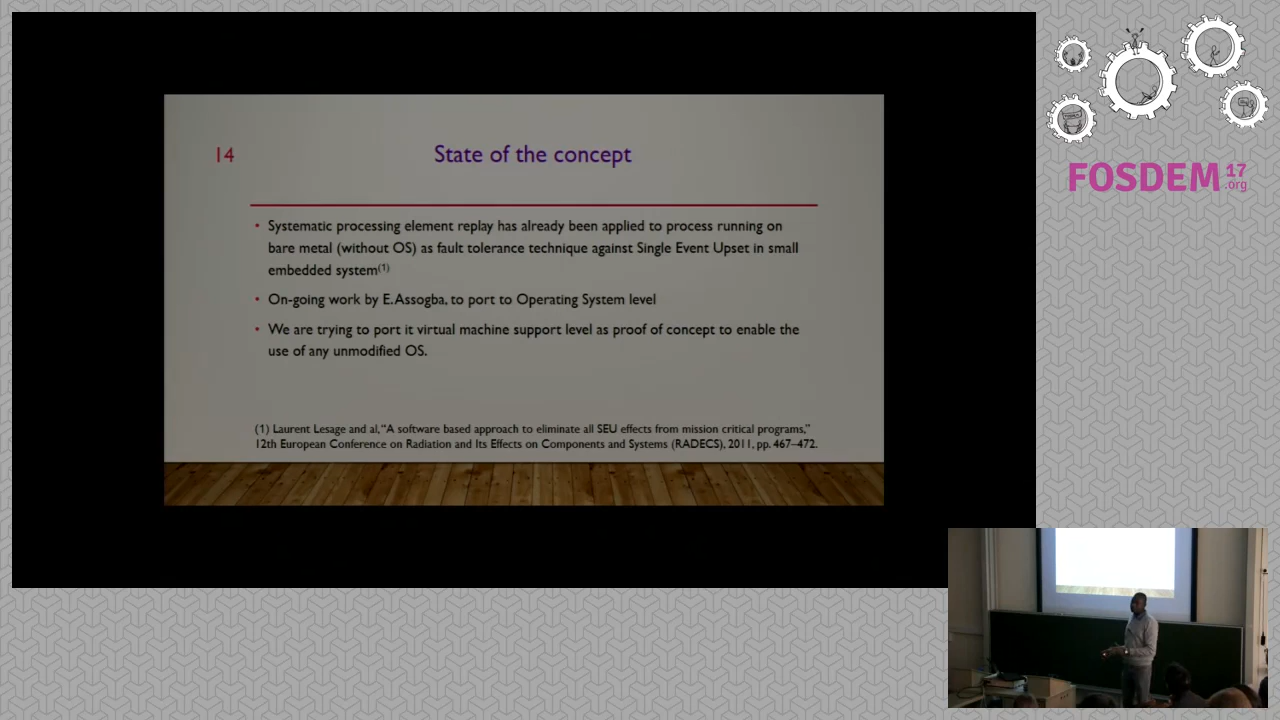 14
State of the concept
• Systematic processing element replay has already been applied to process running on
bare metal (without OS) as fault tolerance technique against Single Event Upset in small
embedded system(1)
• On-going work by E. Assogba, to port to Operating System level
• We are trying to port it virtual machine support level as proof of concept to enable the
use of any unmodified OS.
(1) Laurent Lesage and al, “A software based approach to eliminate all SEU effects from mission critical programs,”
12th European Conference on Radiation and Its Effects on Components and Systems (RADECS), 2011, pp. 467–472.
FOSDEM 17
.org